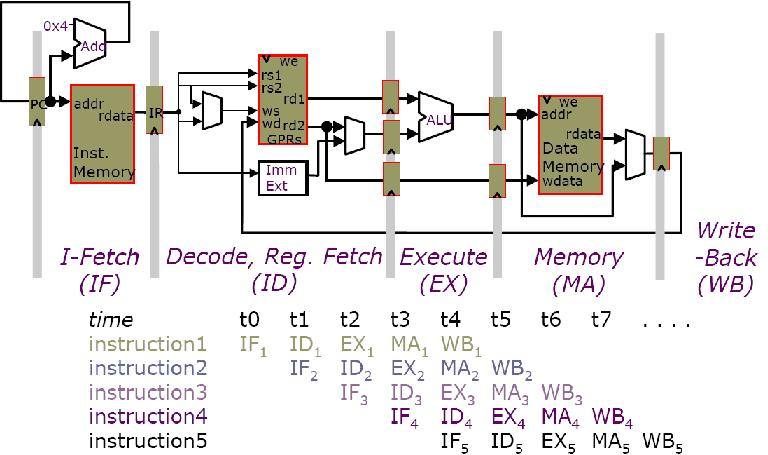 0x4
Add
PC
addr
rdata
Inst.
Memory
IR
we
rs1
rs2
rd1
ws
wd rd2
GPRs
Imm
Ext
ALU
we
addr
rdata
Data
Memory
wdata
I-Fetch
(IF)
Decode, Reg. Fetch
(ID)
Execute
(EX)
Memory
(MA)
Write
-Back
(WB)
time t0 t1 t2 t3 t4 t5 t6 t7 . . . .
instruction1 IF₁ ID₁ EX₁ MA₁ WB₁
instruction2 IF₂ ID₂ EX₂ MA₂ WB₂
instruction3 IF₃ ID₃ EX₃ MA₃ WB₃
instruction4 IF₄ ID₄ EX₄ MA₄ WB₄
instruction5 IF₅ ID₅ EX₅ MA₅ WB₅